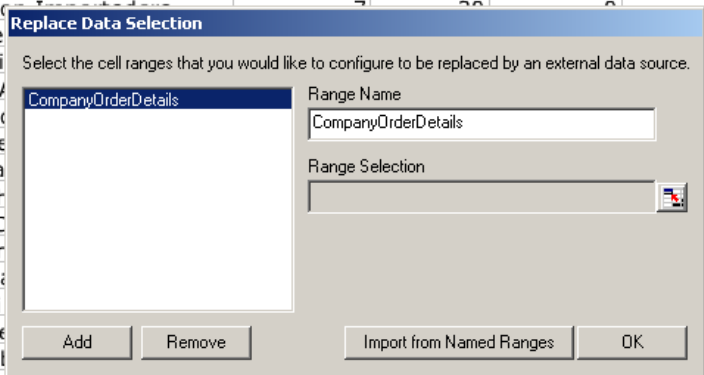 Replace Data Selection
Select the cell ranges that you would like to configure to be replaced by an external data source.
CompanyOrderDetails
Range Name
CompanyOrderDetails
Range Selection
Add
Remove
Import from Named Ranges
OK